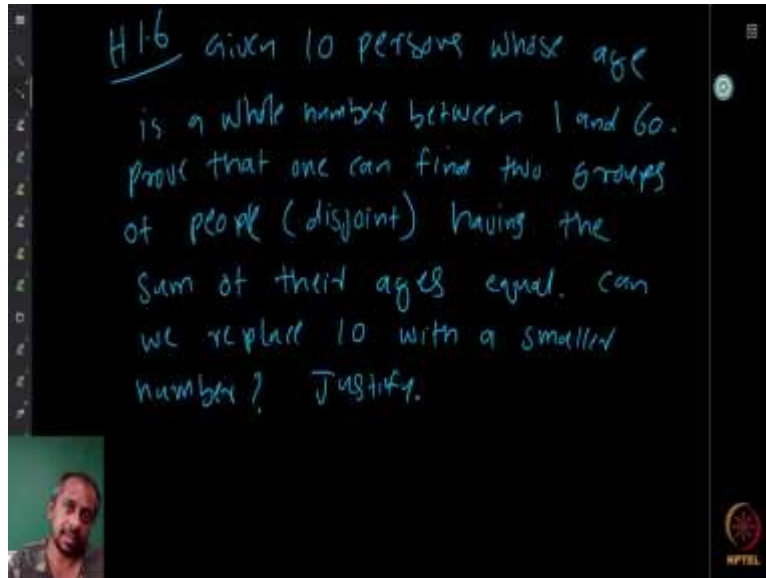 H1.6 Given 10 persons whose age
is a whole number between 1 and 60.
Prove that one can find two groups
of people (disjoint) having the
sum of their ages equal. Can
we replace 10 with a smaller
number? Justify.
NPTEL